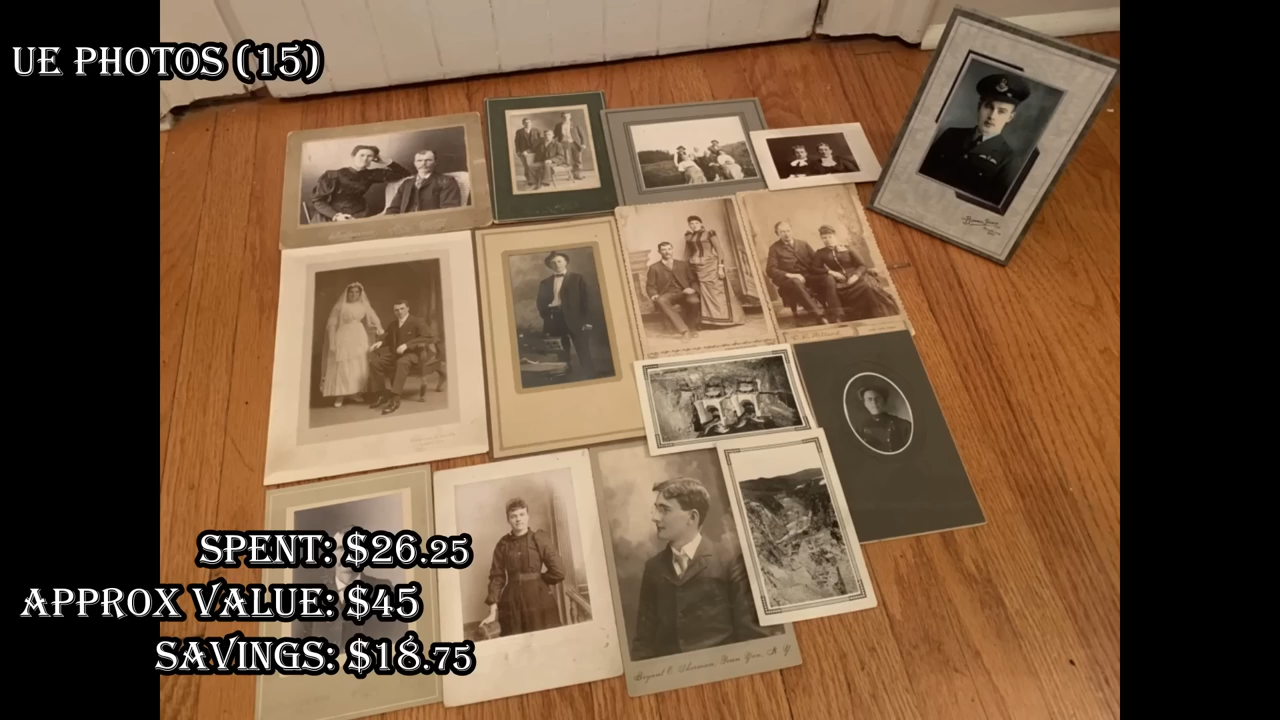 UE PHOTOS (15)
SPENT: $26.25
APPROX VALUE: $45
SAVINGS: $18.75